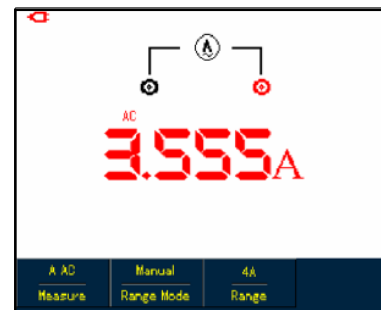 AC
3.555A
A AC Manual 4A
Measure Range Mode Range